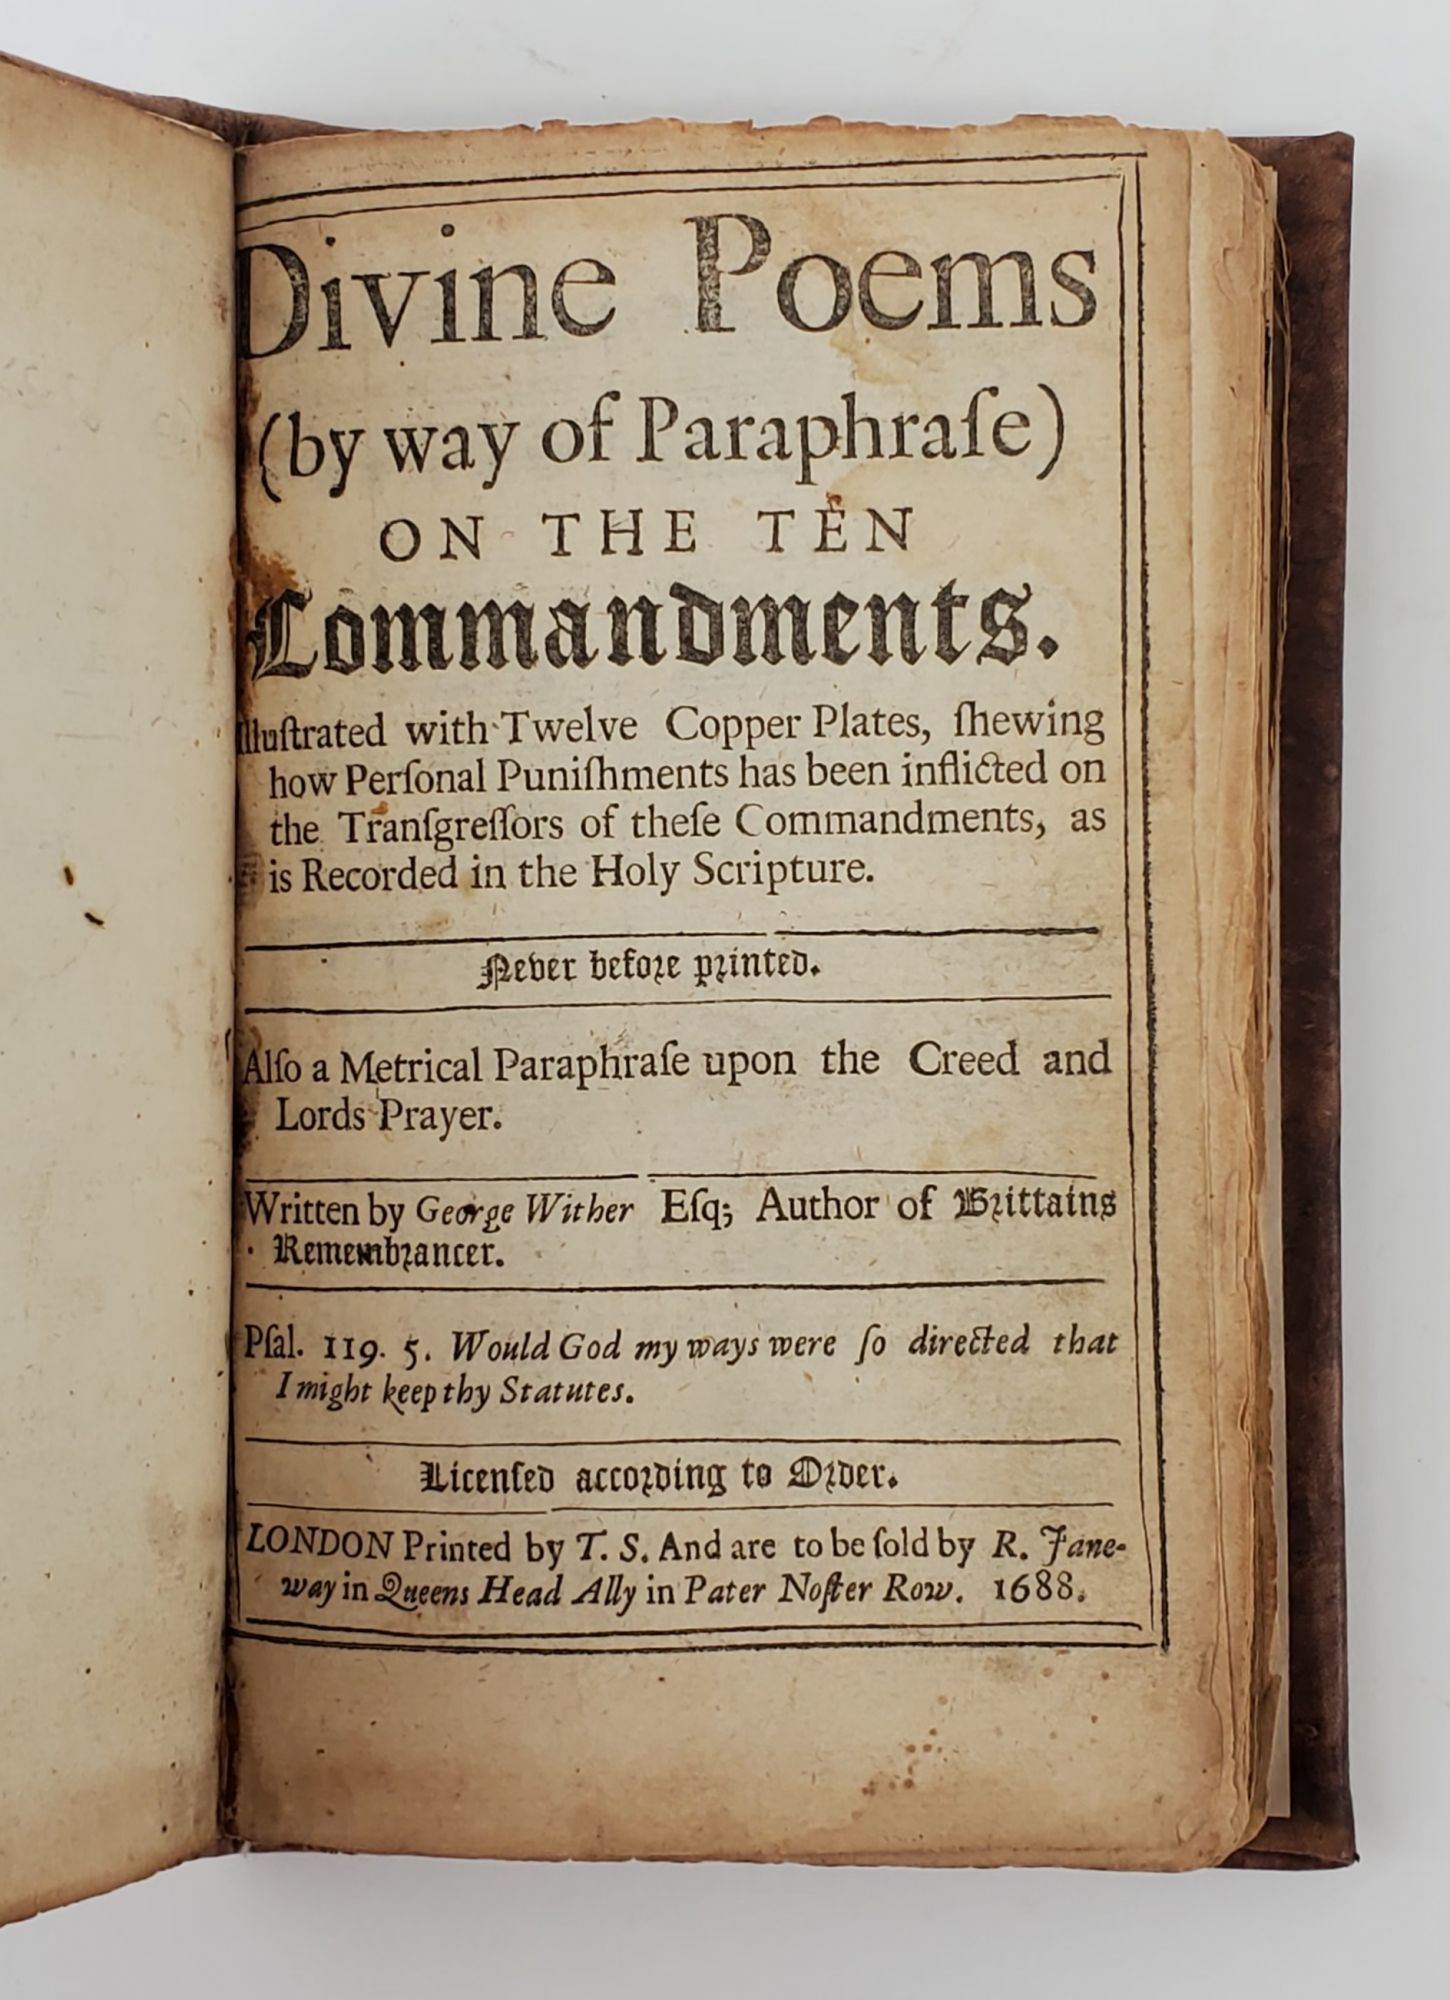 Divine Poems
(by way of Paraphraſe)
ON THE TEN
Commandments.
Illuſtrated with Twelve Copper Plates, ſhewing
how Perſonal Puniſhments has been inflicted on
the Tranſgreſſors of theſe Commandments, as
is Recorded in the Holy Scripture.
Never before printed.
Alſo a Metrical Paraphraſe upon the Creed and
Lords Prayer.
Written by George Wither Eſq; Author of Brittains
Remembrancer.
Pſal. 119. 5. Would God my ways were ſo directed that
I might keep thy Statutes.
Licenſed according to Order.
LONDON Printed by T. S. And are to be ſold by R. Jane-
way in Queens Head Ally in Pater Noſter Row. 1688.